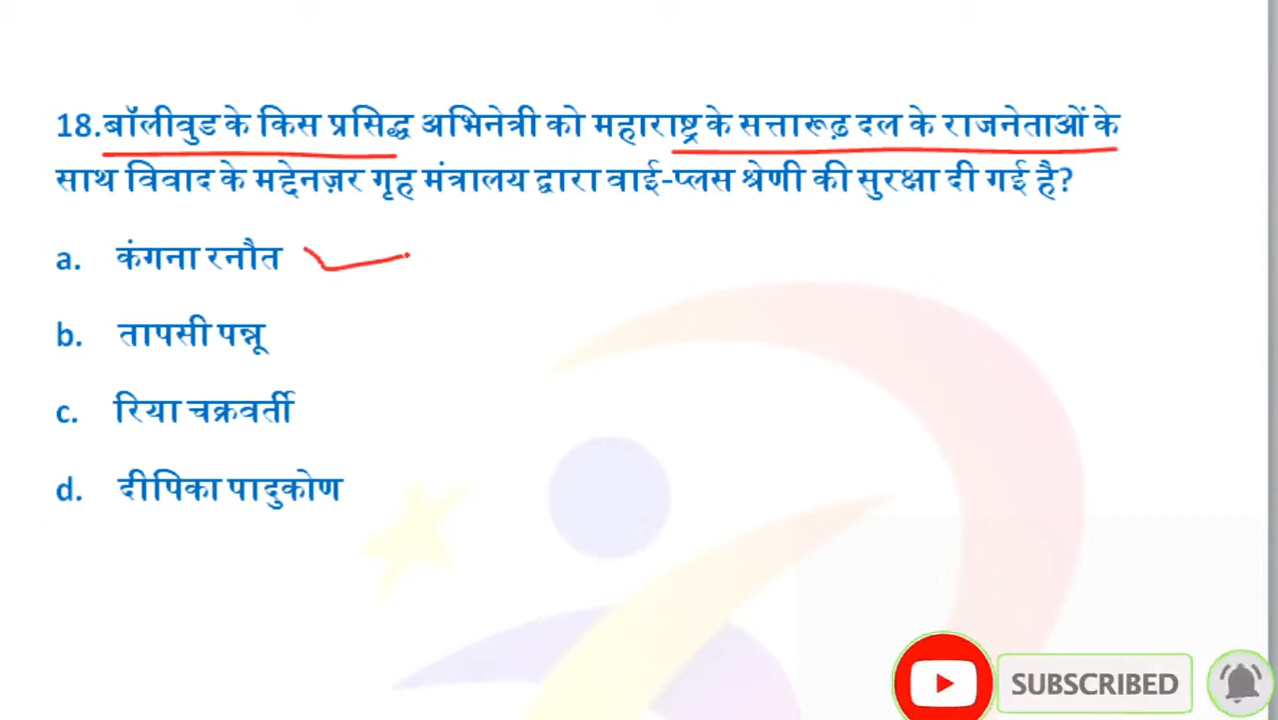 18.बॉलीवुड के किस प्रसिद्ध अभिनेत्री को महाराष्ट्र के सत्तारूढ़ दल के राजनेताओं के
साथ विवाद के मद्देनज़र गृह मंत्रालय द्वारा वाई-प्लस श्रेणी की सुरक्षा दी गई है?
a. कंगना रनौत
b. तापसी पन्नू
c. रिया चक्रवर्ती
d. दीपिका पादुकोण
SUBSCRIBED